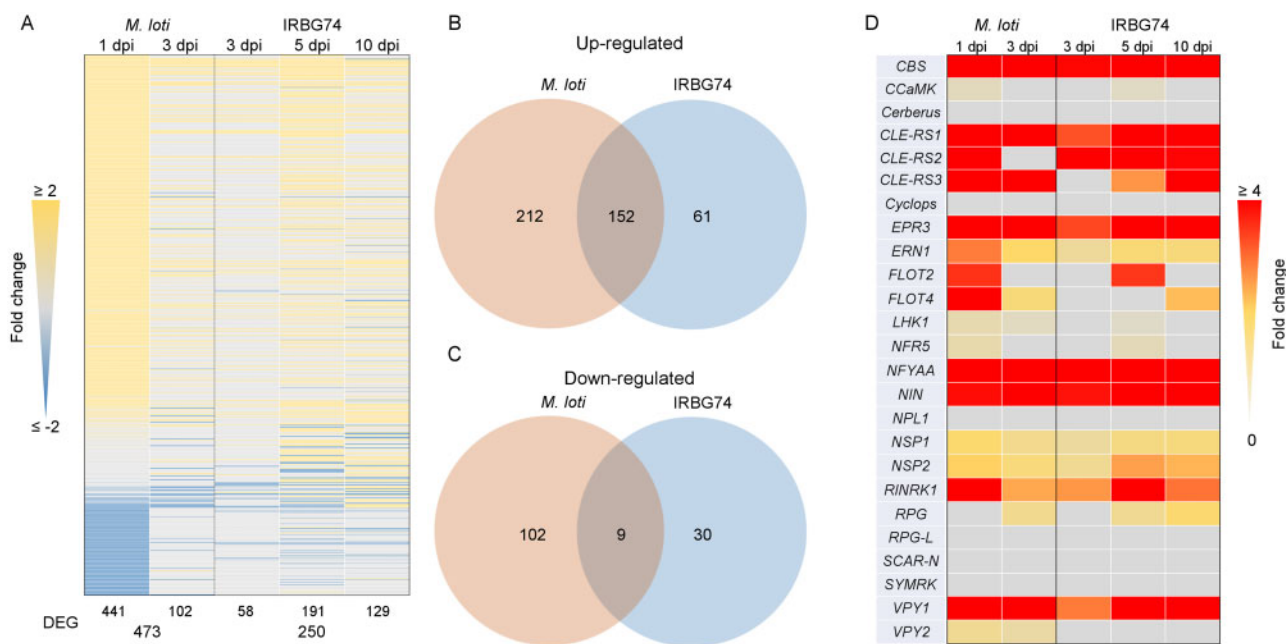 A
M. loti IRBG74
1 dpi 3 dpi 3 dpi 5 dpi 10 dpi
≥ 2
Fold change
≤ -2
441 102 58 191 129
DEG
473 250
B
Up-regulated
M. loti IRBG74
212 152 61
C
Down-regulated
M. loti IRBG74
102 9 30
D
M. loti IRBG74
1 dpi 3 dpi 3 dpi 5 dpi 10 dpi
CBS
CCaMK
Cerberus
CLE-RS1
CLE-RS2
CLE-RS3
Cyclops
EPR3
ERN1
FLOT2
FLOT4
LHK1
NFR5
NFYAA
NIN
NPL1
NSP1
NSP2
RINRK1
RPG
RPG-L
SCAR-N
SYMRK
VPY1
VPY2
≥ 4
Fold change
0